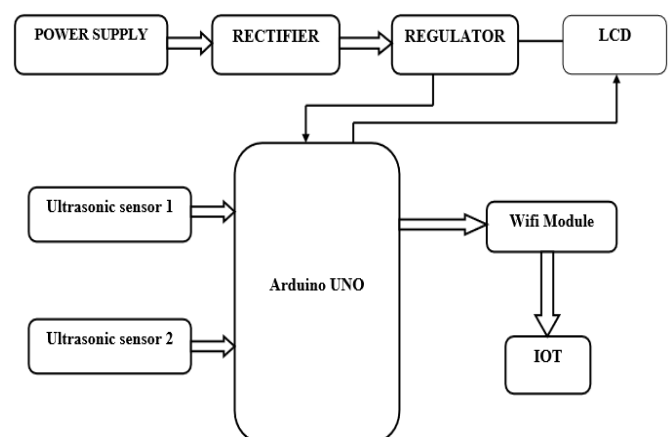 POWER SUPPLY
RECTIFIER
REGULATOR
LCD
Ultrasonic sensor 1
Wifi Module
Arduino UNO
Ultrasonic sensor 2
IOT